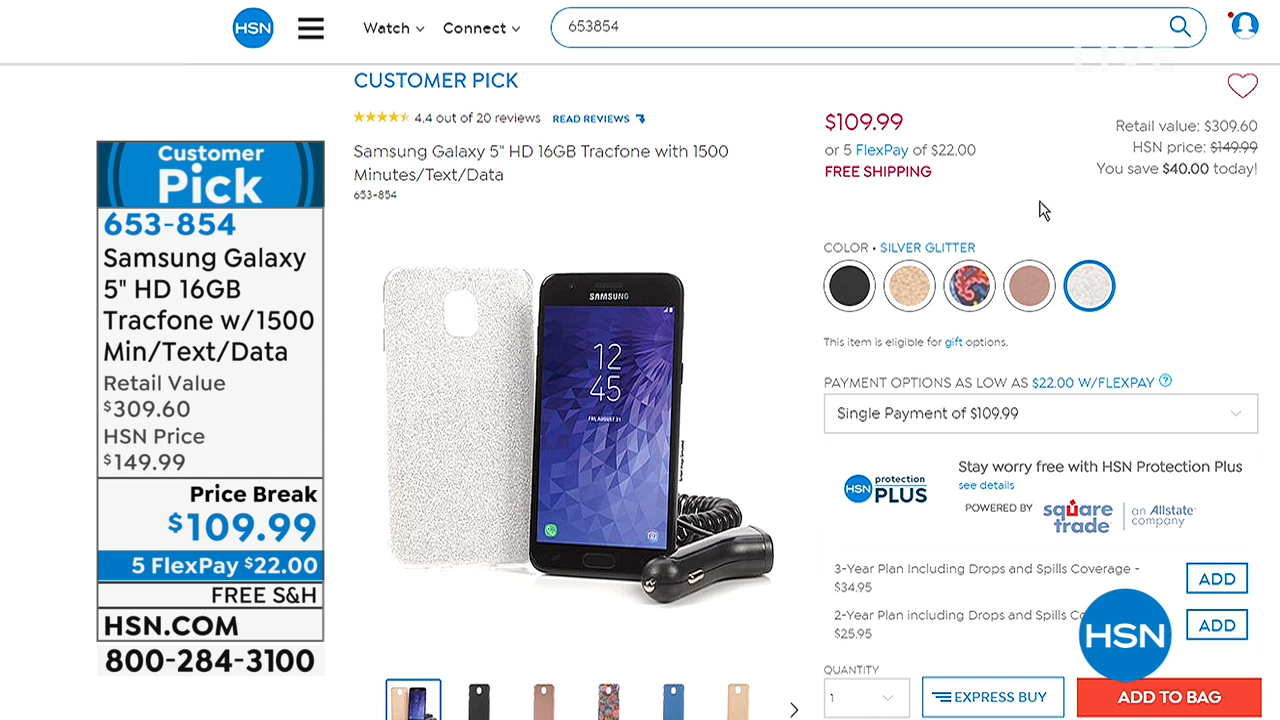 HSN
Watch
Connect
653854
LIVE
CUSTOMER PICK
4.4 out of 20 reviews READ REVIEWS
Samsung Galaxy 5" HD 16GB Tracfone with 1500
Minutes/Text/Data
653-854
$109.99
or 5 FlexPay of $22.00
FREE SHIPPING
Retail value: $309.60
HSN price: $149.99
You save $40.00 today!
Customer
Pick
653-854
Samsung Galaxy
5" HD 16GB
Tracfone w/1500
Min/Text/Data
Retail Value
$309.60
HSN Price
$149.99
Price Break
$109.99
5 FlexPay $22.00
FREE S&H
HSN.COM
800-284-3100
SAMSUNG
12
45
FRI, AUGUST 31
COLOR • SILVER GLITTER
This item is eligible for gift options.
PAYMENT OPTIONS AS LOW AS $22.00 W/FLEXPAY ?
Single Payment of $109.99
HSN protection
PLUS
Stay worry free with HSN Protection Plus
see details
POWERED BY
square
trade
an Allstate
company
3-Year Plan Including Drops and Spills Coverage -
$34.95
ADD
2-Year Plan including Drops and Spills
$25.95
ADD
HSN
QUANTITY
1
EXPRESS BUY
ADD TO BAG